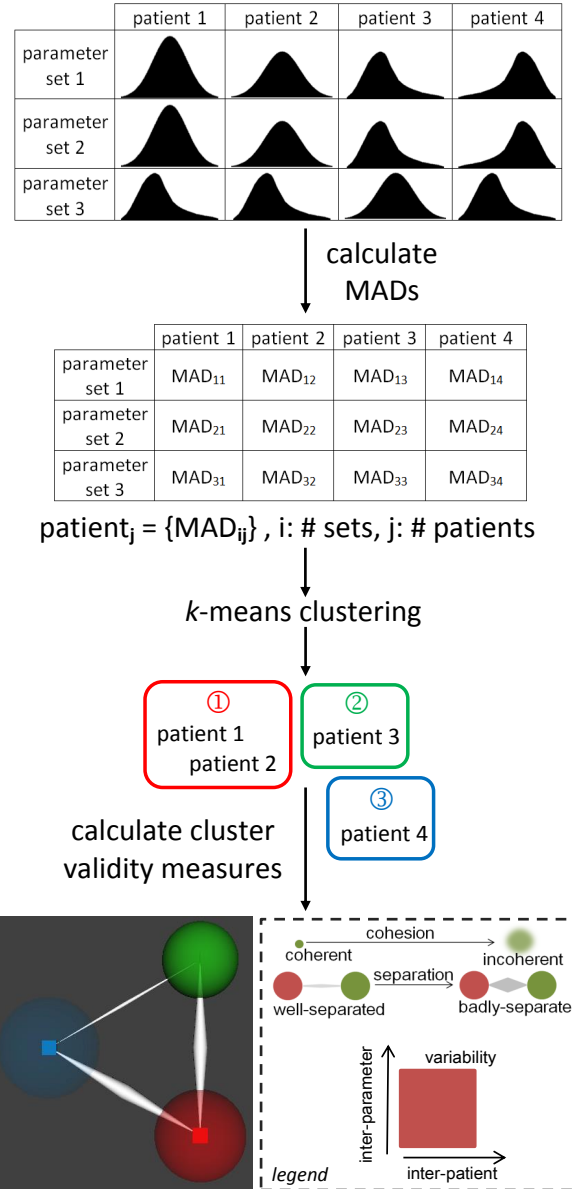 patient 1 patient 2 patient 3 patient 4
parameter
set 1
parameter
set 2
parameter
set 3
calculate
MADs
patient 1 patient 2 patient 3 patient 4
parameter
set 1
MAD₁₁ MAD₁₂ MAD₁₃ MAD₁₄
parameter
set 2
MAD₂₁ MAD₂₂ MAD₂₃ MAD₂₄
parameter
set 3
MAD₃₁ MAD₃₂ MAD₃₃ MAD₃₄
patientⱼ = {MADᵢⱼ} , i: # sets, j: # patients
k-means clustering
①
patient 1
patient 2
②
patient 3
③
patient 4
calculate cluster
validity measures
cohesion
coherent
incoherent
separation
well-separated
badly-separate
variability
inter-parameter
inter-patient
legend